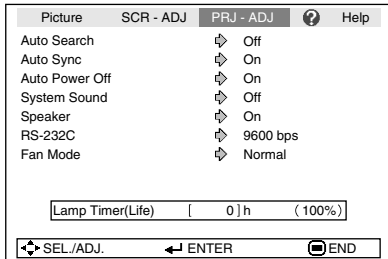 Picture SCR - ADJ PRJ - ADJ ? Help
Auto Search Off
Auto Sync On
Auto Power Off On
System Sound Off
Speaker On
RS-232C 9600 bps
Fan Mode Normal
Lamp Timer(Life) [ 0 ] h ( 100% )
SEL./ADJ. ENTER END